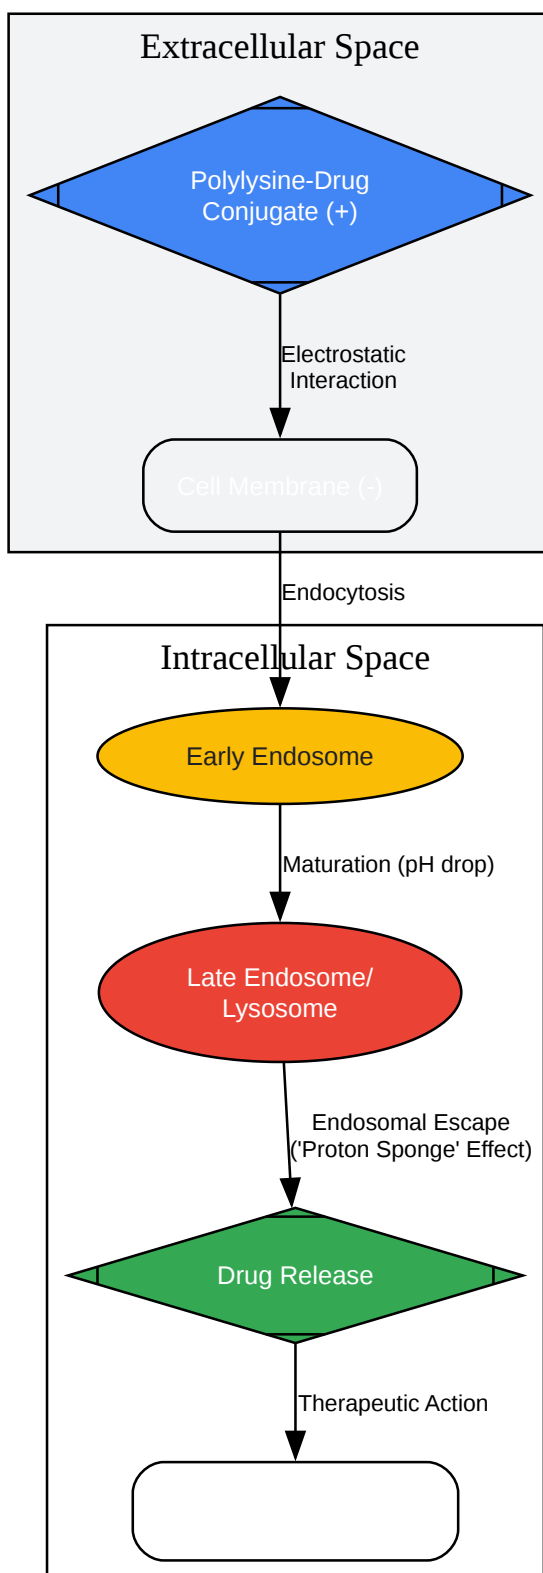 Extracellular Space
Polylysine-Drug
Conjugate (+)
Electrostatic
Interaction
Cell Membrane (-)
Endocytosis
Intracellular Space
Early Endosome
Maturation (pH drop)
Late Endosome/
Lysosome
Endosomal Escape
('Proton Sponge' Effect)
Drug Release
Therapeutic Action